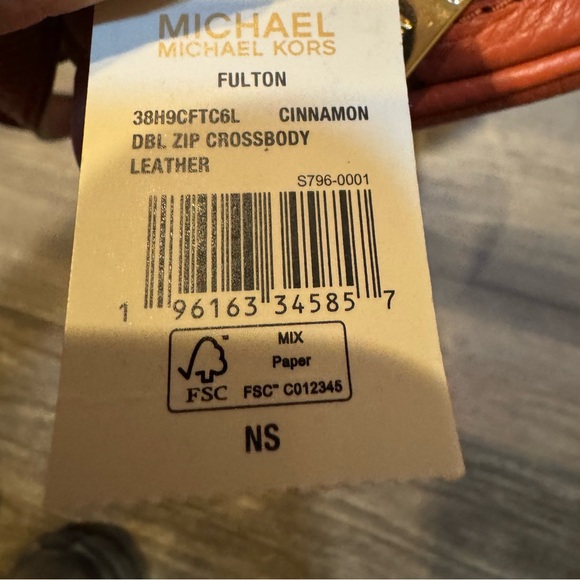 MICHAEL
MICHAEL KORS
FULTON
38H9CFTC6L CINNAMON
DBL ZIP CROSSBODY
LEATHER
S796-0001
1 96163 34585 7
FSC
MIX
Paper
FSC™ C012345
NS